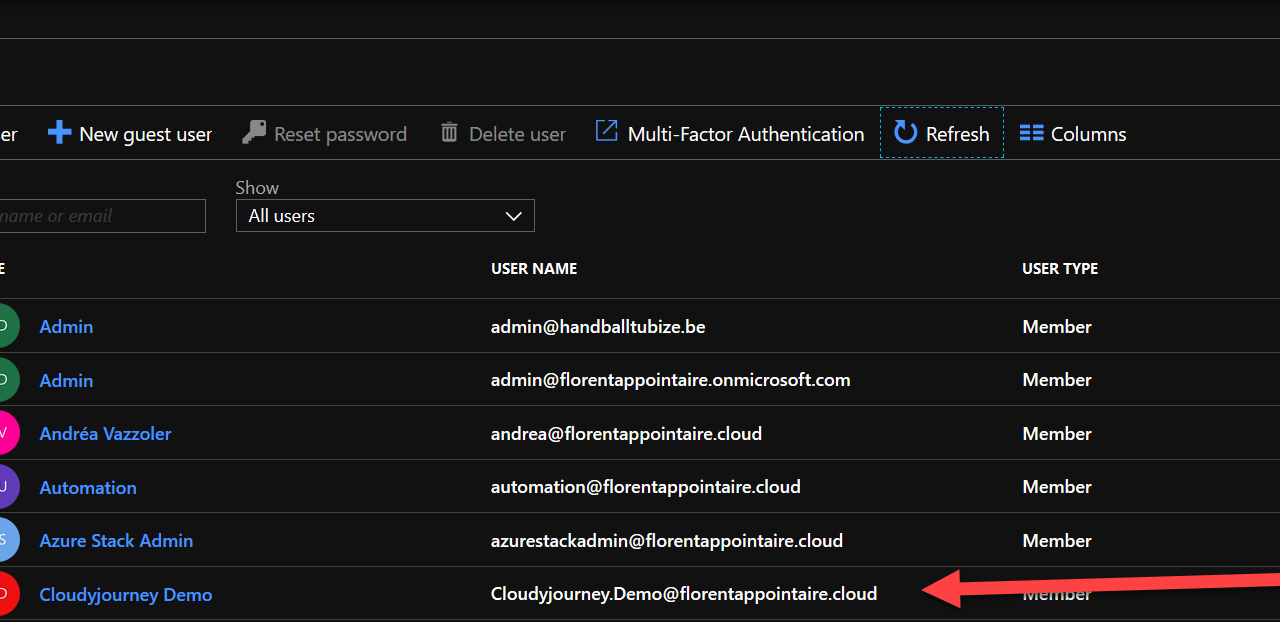 er New guest user Reset password Delete user Multi-Factor Authentication Refresh Columns
Show
name or email All users
E USER NAME USER TYPE
D Admin admin@handballtubize.be Member
D Admin admin@florentappointaire.onmicrosoft.com Member
V Andréa Vazzoler andrea@florentappointaire.cloud Member
U Automation automation@florentappointaire.cloud Member
S Azure Stack Admin azurestackadmin@florentappointaire.cloud Member
D Cloudyjourney Demo Cloudyjourney.Demo@florentappointaire.cloud Member